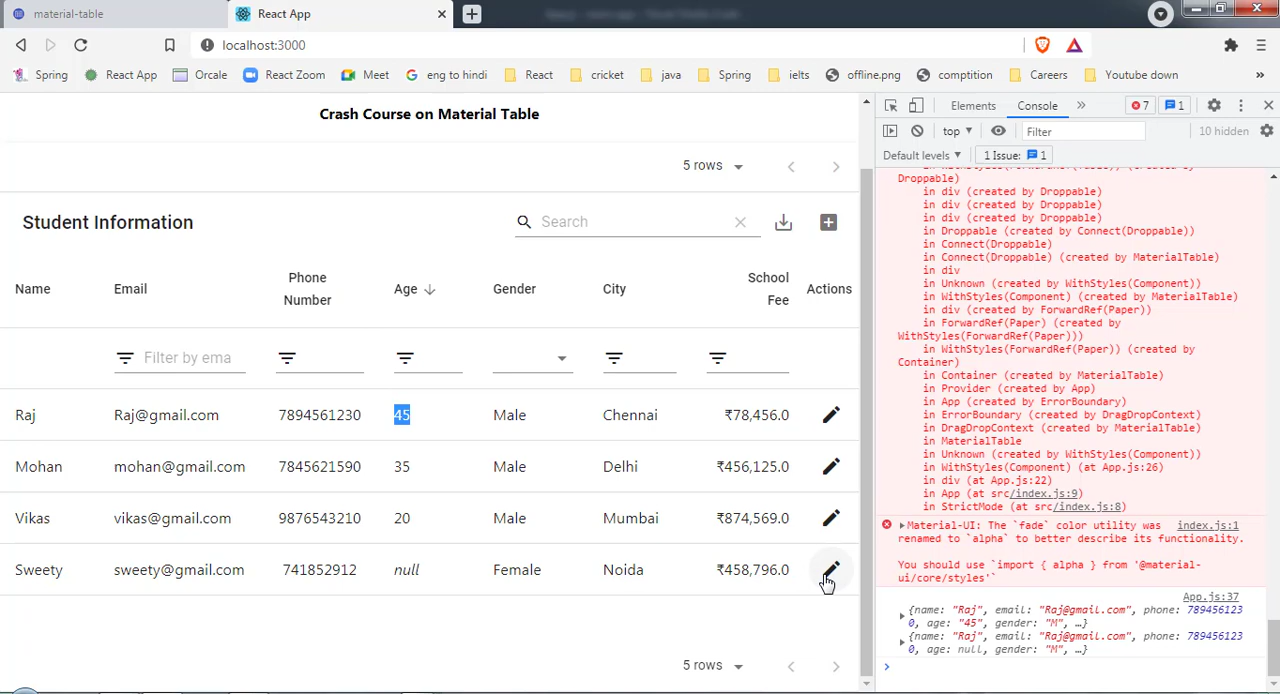 material-table
React App
localhost:3000
Spring
React App
Orcale
React Zoom
Meet
eng to hindi
React
cricket
java
Spring
ielts
offline.png
comptition
Careers
Youtube down
»
Crash Course on Material Table
5 rows
Student Information
Search
Name Email Phone Number Age Gender City School Fee Actions
Filter by ema
Raj Raj@gmail.com 7894561230 45 Male Chennai ₹78,456.0
Mohan mohan@gmail.com 7845621590 35 Male Delhi ₹456,125.0
Vikas vikas@gmail.com 9876543210 20 Male Mumbai ₹874,569.0
Sweety sweety@gmail.com 741852912 null Female Noida ₹458,796.0
5 rows
Elements Console » 7 1
top Filter 10 hidden
Default levels 1 Issue: 1
Droppable)
in div (created by Droppable)
in div (created by Droppable)
in div (created by Droppable)
in Droppable (created by Connect(Droppable))
in Connect(Droppable)
in Connect(Droppable) (created by MaterialTable)
in div
in Unknown (created by WithStyles(Component))
in WithStyles(Component) (created by MaterialTable)
in div (created by ForwardRef(Paper))
in ForwardRef(Paper) (created by
WithStyles(ForwardRef(Paper)))
in WithStyles(ForwardRef(Paper)) (created by
Container)
in Container (created by MaterialTable)
in Provider (created by App)
in App (created by ErrorBoundary)
in ErrorBoundary (created by DragDropContext)
in DragDropContext (created by MaterialTable)
in MaterialTable
in Unknown (created by WithStyles(Component))
in WithStyles(Component) (at App.js:26)
in div (at App.js:22)
in App (at src/index.js:9)
in StrictMode (at src/index.js:8)
Material-UI: The `fade` color utility was index.js:1
renamed to `alpha` to better describe its functionality.
You should use `import { alpha } from '@material-
ui/core/styles'`
App.js:37
{name: "Raj", email: "Raj@gmail.com", phone: 789456123
0, age: "45", gender: "M", …}
{name: "Raj", email: "Raj@gmail.com", phone: 789456123
0, age: null, gender: "M", …}